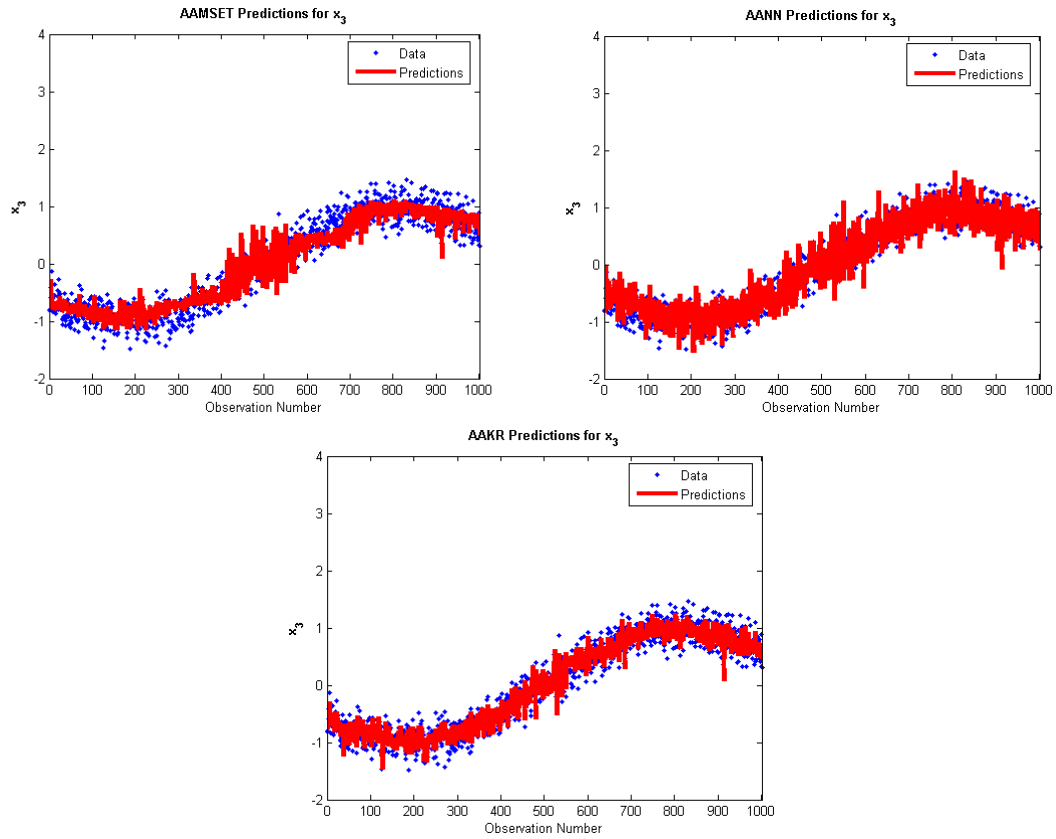 AAMSET Predictions for x3
4
3
2
1
0
-1
-2
x3
Data
Predictions
0 100 200 300 400 500 600 700 800 900 1000
Observation Number
AANN Predictions for x3
4
3
2
1
0
-1
-2
x3
Data
Predictions
0 100 200 300 400 500 600 700 800 900 1000
Observation Number
AAKR Predictions for x3
4
3
2
1
0
-1
-2
x3
Data
Predictions
0 100 200 300 400 500 600 700 800 900 1000
Observation Number